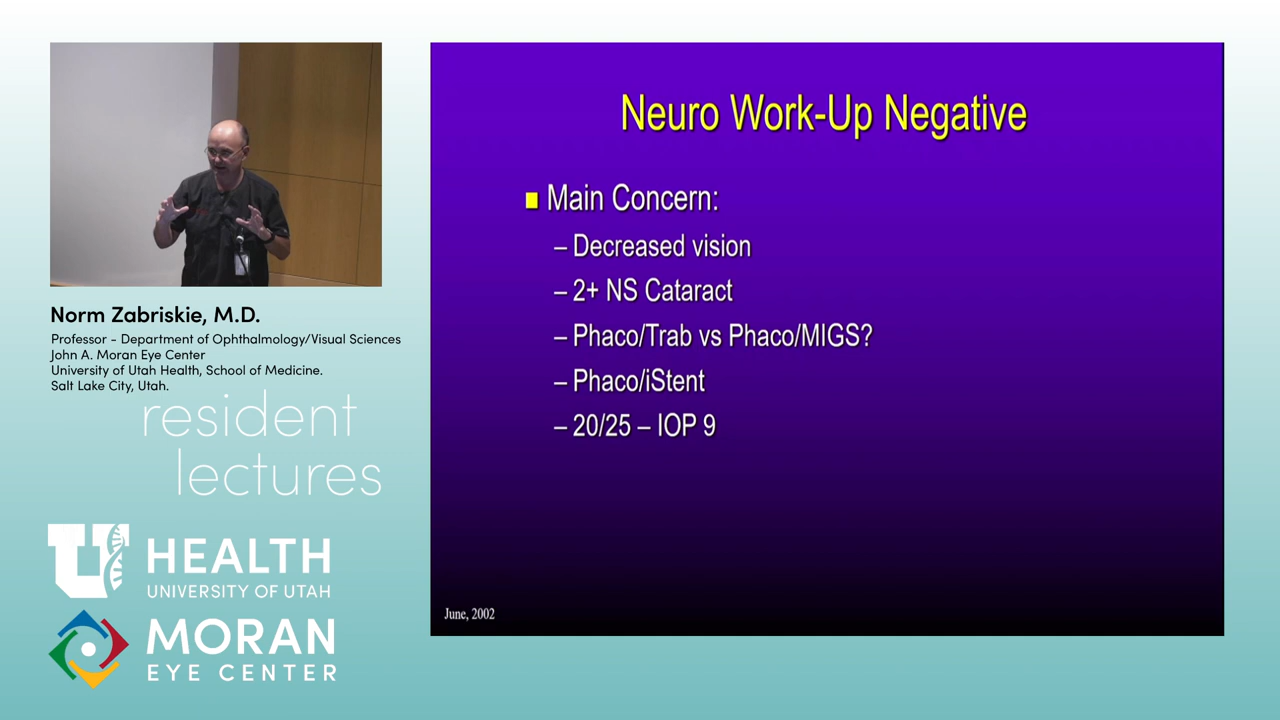 Norm Zabriskie, M.D.
Professor - Department of Ophthalmology/Visual Sciences
John A. Moran Eye Center
University of Utah Health, School of Medicine.
Salt Lake City, Utah.
resident
lectures
U HEALTH
UNIVERSITY OF UTAH
MORAN
EYE CENTER
Neuro Work-Up Negative
Main Concern:
– Decreased vision
– 2+ NS Cataract
– Phaco/Trab vs Phaco/MIGS?
– Phaco/iStent
– 20/25 – IOP 9
June, 2002